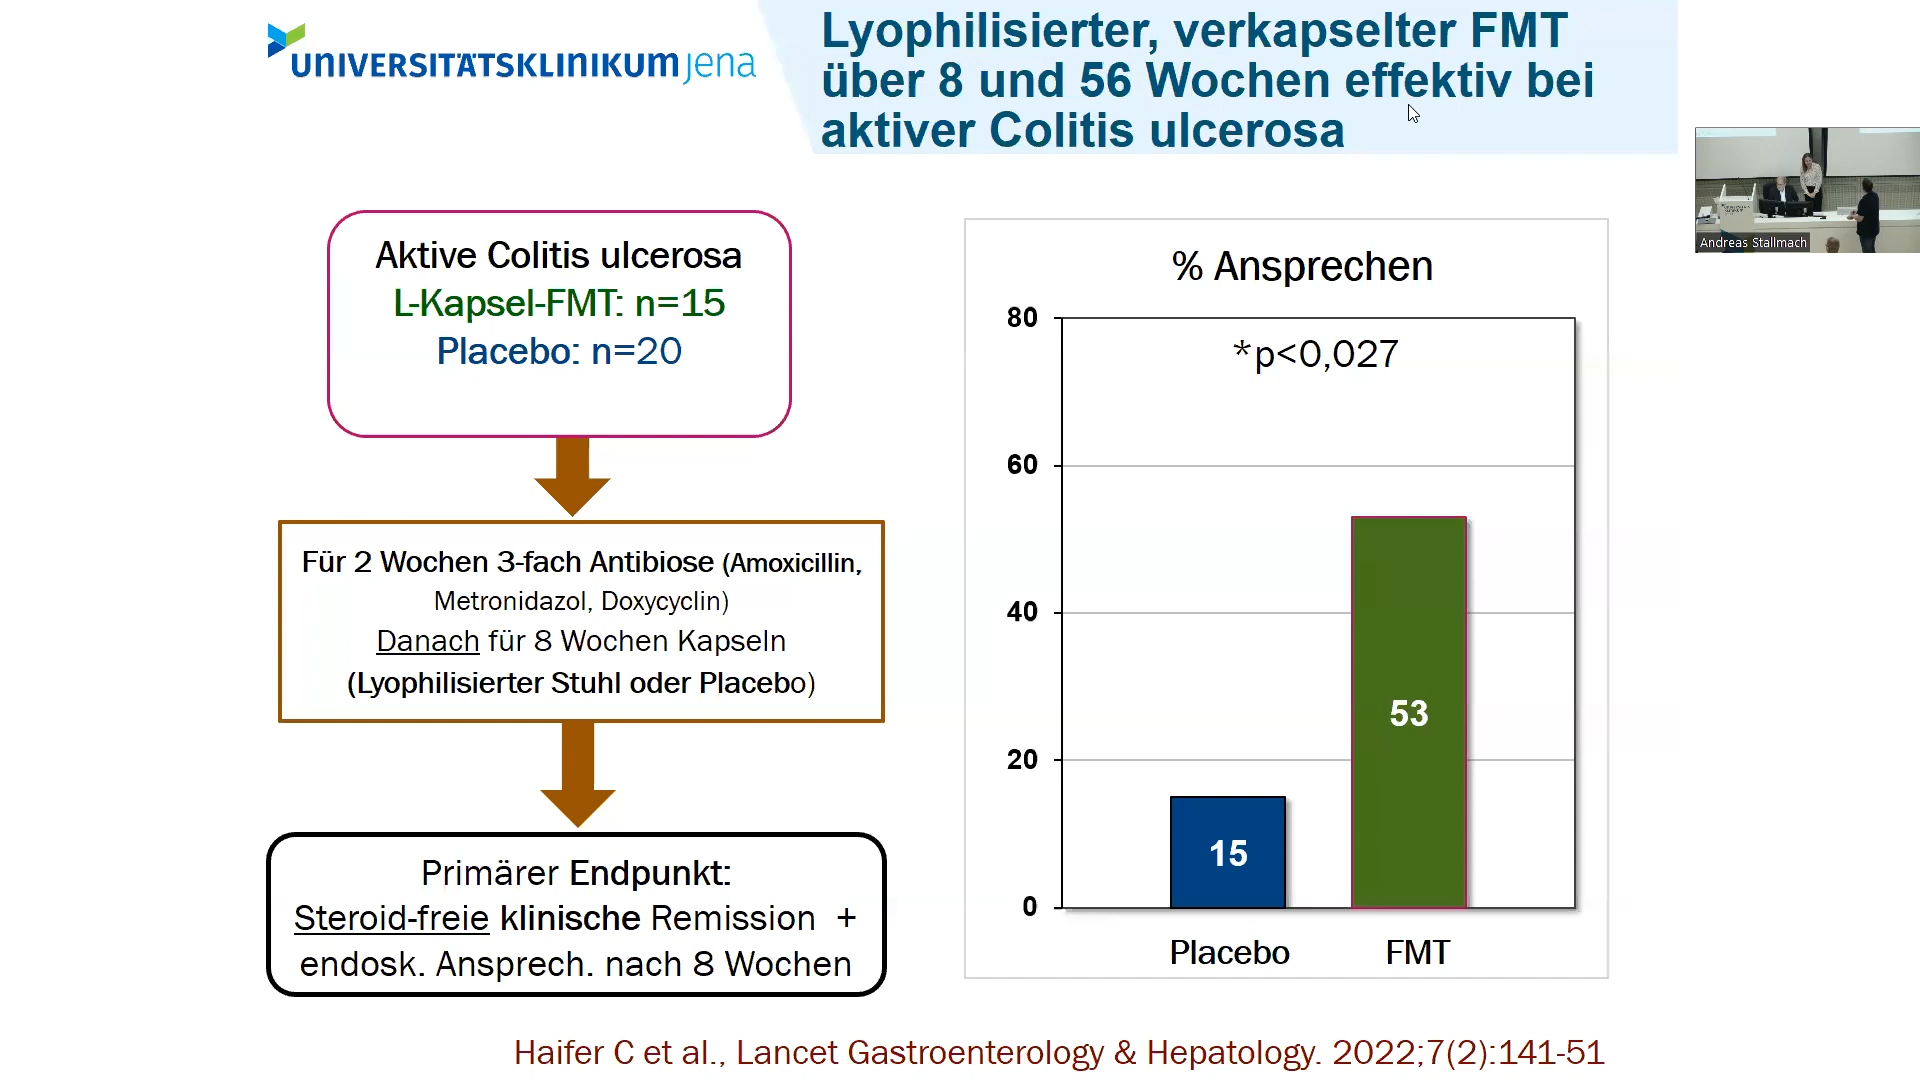 UNIVERSITÄTSKLINIKUM jena
Lyophilisierter, verkapselter FMT
über 8 und 56 Wochen effektiv bei
aktiver Colitis ulcerosa
Andreas Stallmach
Aktive Colitis ulcerosa
L-Kapsel-FMT: n=15
Placebo: n=20
Für 2 Wochen 3-fach Antibiose (Amoxicillin,
Metronidazol, Doxycyclin)
Danach für 8 Wochen Kapseln
(Lyophilisierter Stuhl oder Placebo)
Primärer Endpunkt:
Steroid-freie klinische Remission +
endosk. Ansprech. nach 8 Wochen
% Ansprechen
*p<0,027
80
60
40
20
0
15
53
Placebo
FMT
Haifer C et al., Lancet Gastroenterology & Hepatology. 2022;7(2):141-51